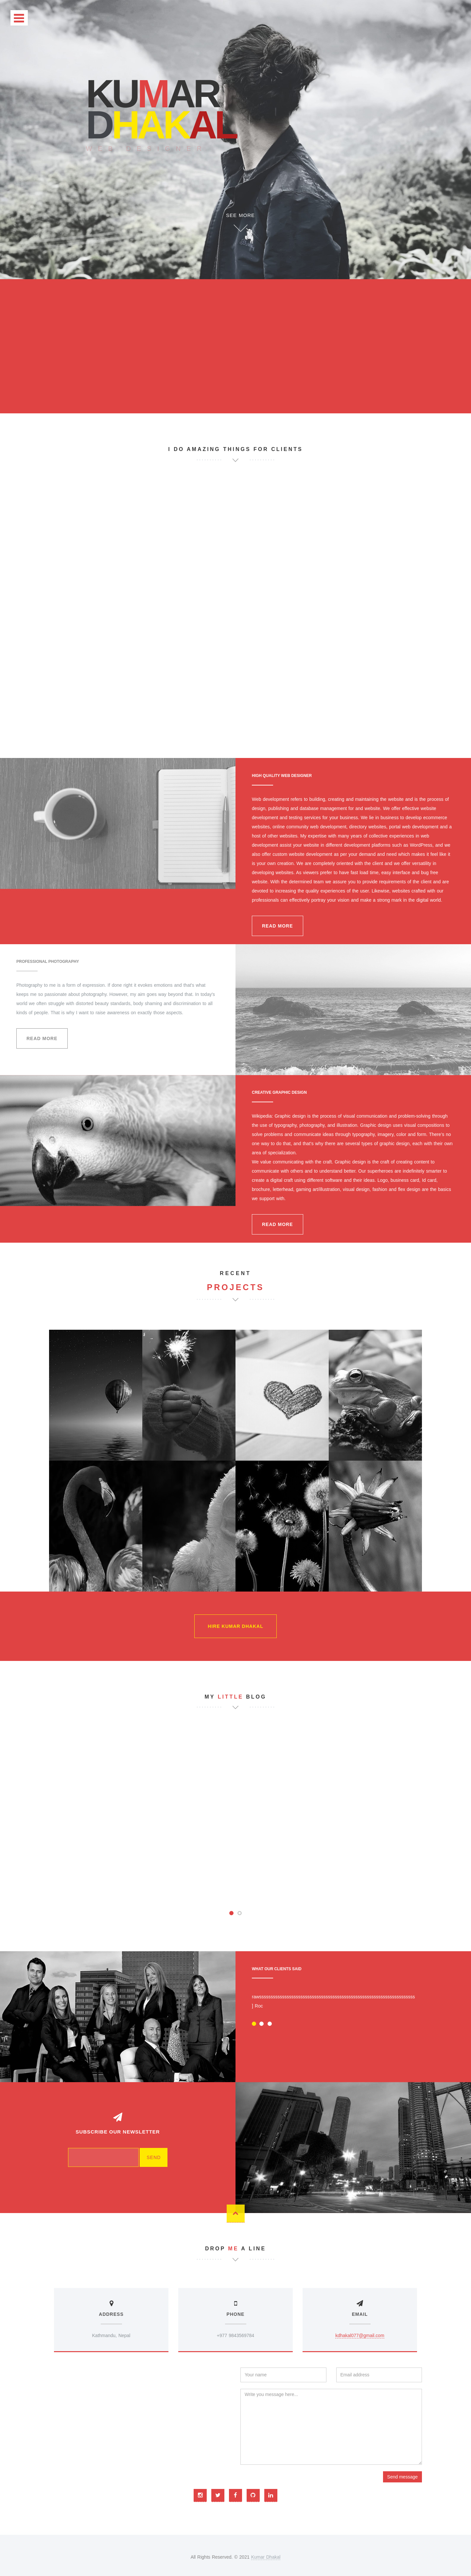 KUMAR
DHAKAL
SEE MORE
I DO AMAZING THINGS FOR CLIENTS
HIGH QUALITY WEB DESIGNER
Web development refers to building, creating and maintaining the website and is the process of
design, publishing and database management for and website. We offer effective website
development and testing services for your business. We lie in business to develop ecommerce
websites, online community web development, directory websites, portal web development and a
host of other websites. My expertise with many years of collective experiences in web
development assist your website in different development platforms such as WordPress, and we
also offer custom website development as per your demand and need which makes it feel like it
is your own creation. We are completely oriented with the client and we offer versatility in
developing websites. As viewers prefer to have fast load time, easy interface and bug free
website. With the determined team we assure you to provide requirements of the client and are
devoted to increasing the quality experiences of the user. Likewise, websites crafted with our
professionals can effectively portray your vision and make a strong mark in the digital world.
READ MORE
PROFESSIONAL PHOTOGRAPHY
Photography to me is a form of expression. If done right it evokes emotions and that's what
keeps me so passionate about photography. However, my aim goes way beyond that. In today's
world we often struggle with distorted beauty standards, body shaming and discrimination to all
kinds of people. That is why I want to raise awareness on exactly those aspects.
READ MORE
CREATIVE GRAPHIC DESIGN
Wikipedia: Graphic design is the process of visual communication and problem-solving through
the use of typography, photography, and illustration. Graphic design uses visual compositions to
solve problems and communicate ideas through typography, imagery, color and form. There's no
one way to do that, and that's why there are several types of graphic design, each with their own
area of specialization.
We value communicating with the craft. Graphic design is the craft of creating content to
communicate with others and to understand better. Our superheroes are indefinitely smarter to
create a digital craft using different software and their ideas. Logo, business card, Id card,
brochure, letterhead, gaming art/illustration, visual design, fashion and flex design are the basics
we support with.
READ MORE
RECENT
PROJECTS
HIRE KUMAR DHAKAL
MY LITTLE BLOG
WHAT OUR CLIENTS SAID
| Roc
SUBSCRIBE OUR NEWSLETTER
SEND
DROP ME A LINE
ADDRESS
Kathmandu, Nepal
PHONE
EMAIL
kdhakal077@gmail.com
Your name
Email address
Write you message here...
Send message
All Rights Reserved. © 2021 Kumar Dhakal